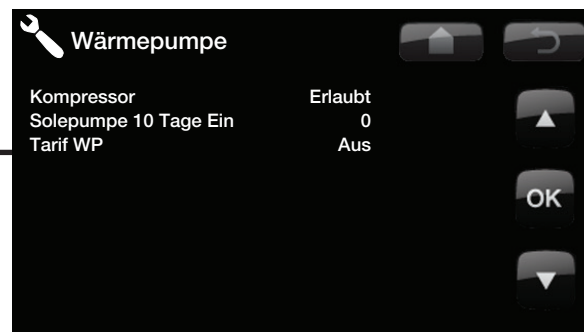 Wärmepumpe
Kompressor Erlaubt
Solepumpe 10 Tage Ein 0
Tarif WP Aus
OK